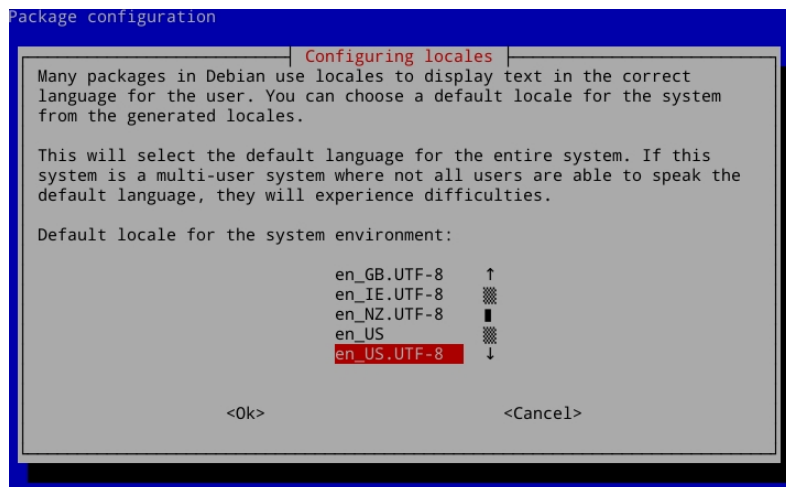 Package configuration
Configuring locales
Many packages in Debian use locales to display text in the correct
language for the user. You can choose a default locale for the system
from the generated locales.
This will select the default language for the entire system. If this
system is a multi-user system where not all users are able to speak the
default language, they will experience difficulties.
Default locale for the system environment:
en_GB.UTF-8 ↑
en_IE.UTF-8
en_NZ.UTF-8
en_US
en_US.UTF-8 ↓
<Ok> <Cancel>